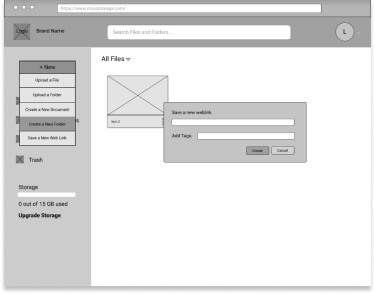 https://www.cloudstorage.com/
Logo
Brand Name
Search Files and Folders..
L
All Files
+ New
Upload a File
Upload a Folder
Create a New Document
Create a New Folder
Save a New Web Link
Trash
Storage
0 out of 15 GB used
Upgrade Storage
Save a new weblink
Add Tags :
Create
Cancel